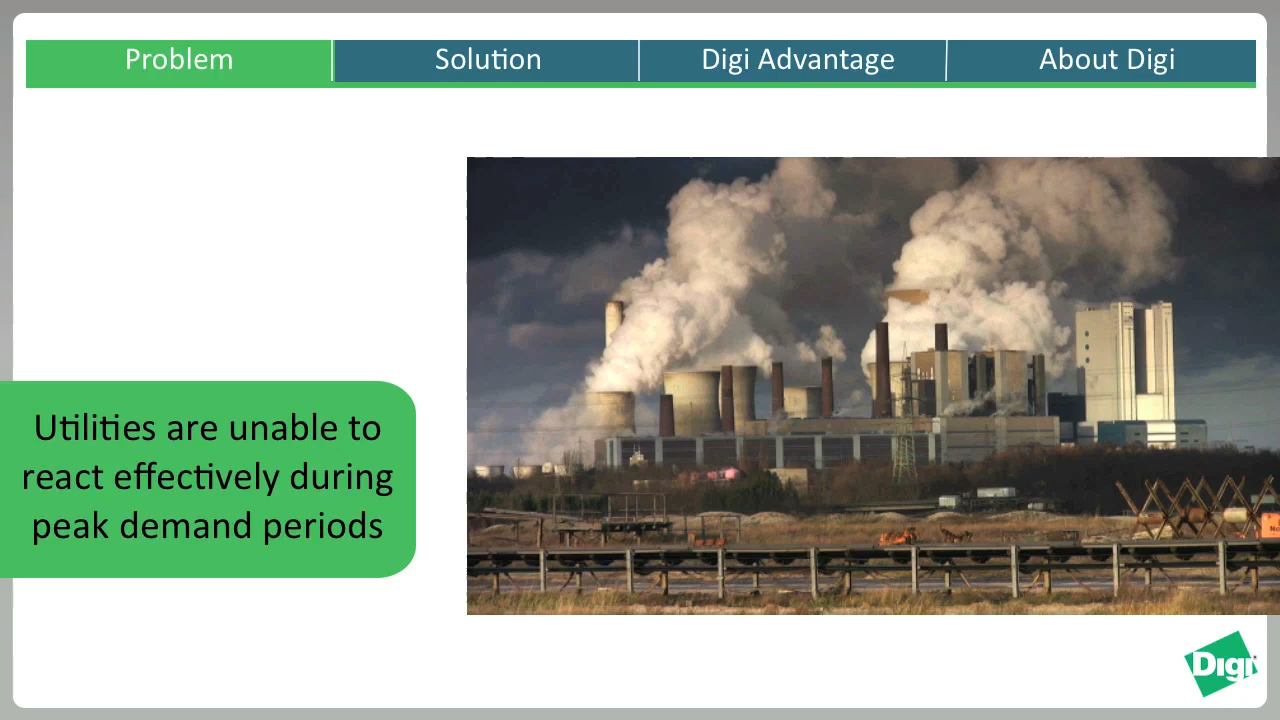 Problem
Solution
Digi Advantage
About Digi
Utilities are unable to
react effectively during
peak demand periods
Digi